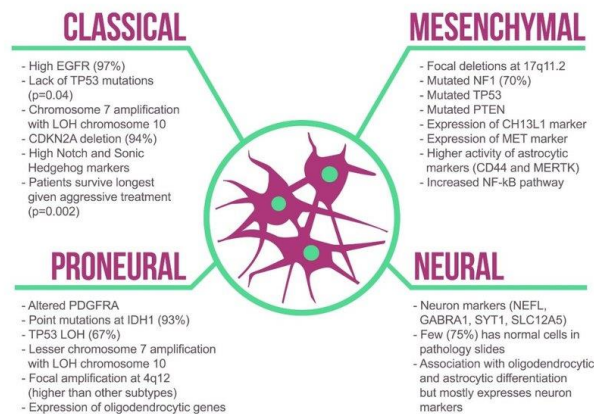 CLASSICAL
- High EGFR (97%)
- Lack of TP53 mutations
(p=0.04)
- Chromosome 7 amplification
with LOH chromosome 10
- CDKN2A deletion (94%)
- High Notch and Sonic
Hedgehog markers
- Patients survive longest
given aggressive treatment
(p=0.002)
MESENCHYMAL
- Focal deletions at 17q11.2
- Mutated NF1 (70%)
- Mutated TP53
- Mutated PTEN
- Expression of CH13L1 marker
- Expression of MET marker
- Higher activity of astrocytic
markers (CD44 and MERTK)
- Increased NF-kB pathway
PRONEURAL
- Altered PDGFRA
- Point mutations at IDH1 (93%)
- TP53 LOH (67%)
- Lesser chromosome 7 amplification
with LOH chromosome 10
- Focal amplification at 4q12
(higher than other subtypes)
- Expression of oligodendrocytic genes
NEURAL
- Neuron markers (NEFL,
GABRA1, SYT1, SLC12A5)
- Few (75%) has normal cells in
pathology slides
- Association with oligodendrocytic
and astrocytic differentiation
but mostly expresses neuron
markers